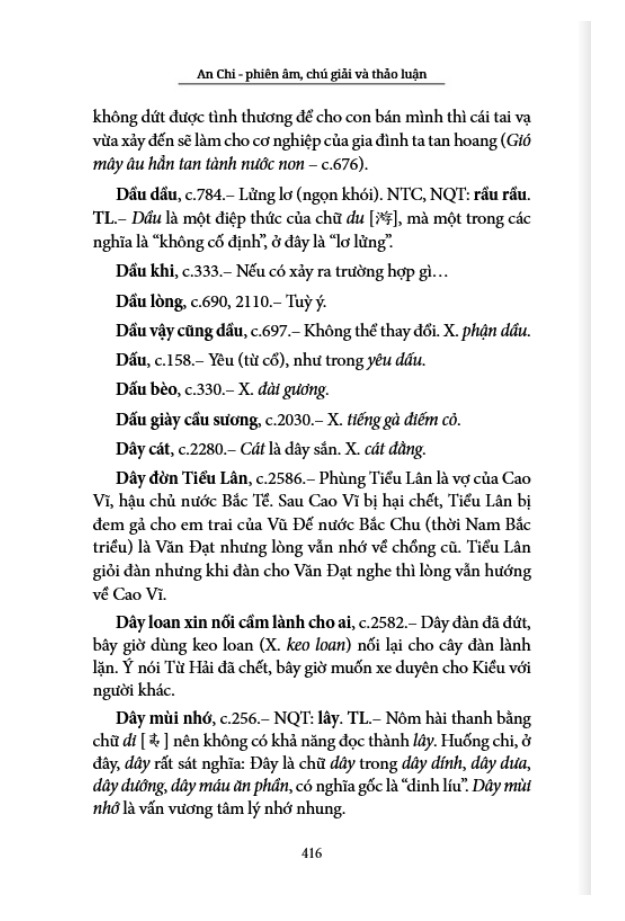 An Chi - phiên âm, chú giải và thảo luận
không dứt được tình thương để cho con bán mình thì cái tai vạ
vừa xảy đến sẽ làm cho cơ nghiệp của gia đình ta tan hoang (Gió
mây âu hẳn tan tành nước non – c.676).
Dầu dầu, c.784.– Lửng lơ (ngọn khói). NTC, NQT: rầu rầu.
TL.– Dầu là một điệp thức của chữ du [游], mà một trong các
nghĩa là “không cố định”, ở đây là “lơ lửng”.
Dầu khi, c.333.– Nếu có xảy ra trường hợp gì…
Dầu lòng, c.690, 2110.– Tuỳ ý.
Dầu vậy cũng dầu, c.697.– Không thể thay đổi. X. phận dầu.
Dấu, c.158.– Yêu (từ cổ), như trong yêu dấu.
Dấu bèo, c.330.– X. đài gương.
Dấu giày cầu sương, c.2030.– X. tiếng gà điếm cỏ.
Dây cát, c.2280.– Cát là dây sắn. X. cát đằng.
Dây đờn Tiểu Lân, c.2586.– Phùng Tiểu Lân là vợ của Cao
Vĩ, hậu chủ nước Bắc Tề. Sau Cao Vĩ bị hại chết, Tiểu Lân bị
đem gả cho em trai của Vũ Đế nước Bắc Chu (thời Nam Bắc
triều) là Văn Đạt nhưng lòng vẫn nhớ về chồng cũ. Tiểu Lân
giỏi đàn nhưng khi đàn cho Văn Đạt nghe thì lòng vẫn hướng
về Cao Vĩ.
Dây loan xin nối cầm lành cho ai, c.2582.– Dây đàn đã đứt,
bây giờ dùng keo loan (X. keo loan) nối lại cho cây đàn lành
lặn. Ý nói Từ Hải đã chết, bây giờ muốn xe duyên cho Kiều với
người khác.
Dây mùi nhớ, c.256.– NQT: lây. TL.– Nôm hài thanh bằng
chữ di [ ] nên không có khả năng đọc thành lây. Huống chi, ở
đây, dây rất sát nghĩa: Đây là chữ dây trong dây dính, dây dưa,
dây dưỡng, dây máu ăn phần, có nghĩa gốc là “dinh líu”. Dây mùi
nhớ là vấn vương tâm lý nhớ nhung.
416